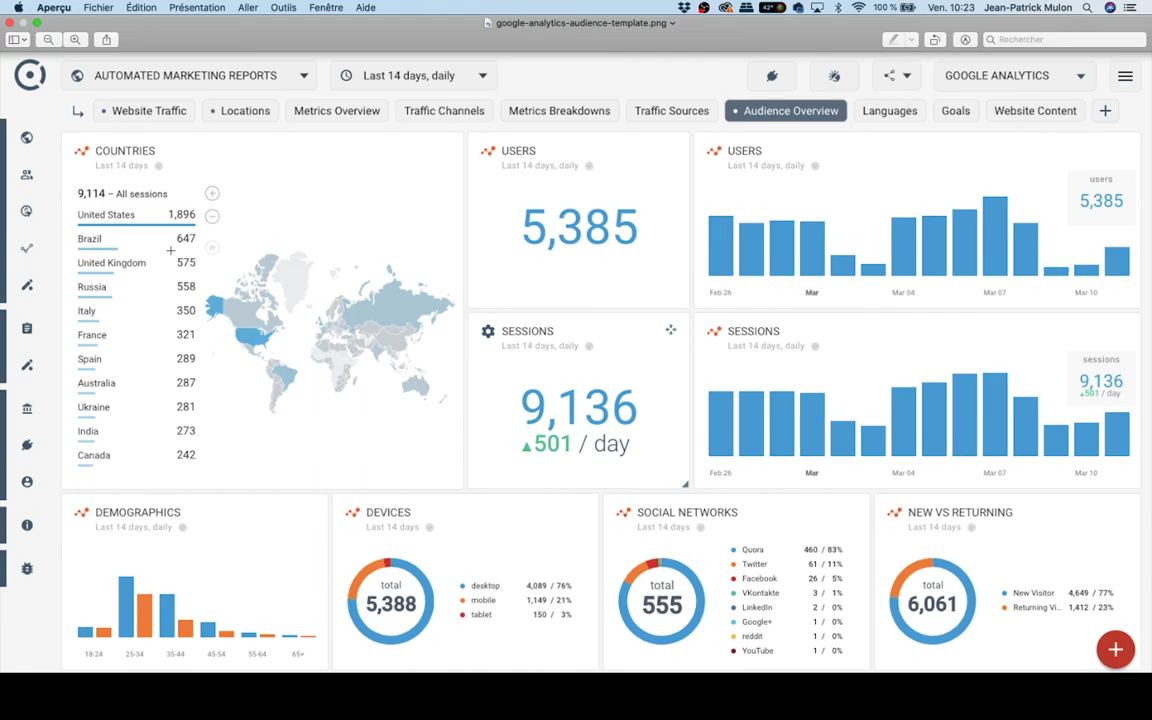 Aperçu Fichier Édition Présentation Aller Outils Fenêtre Aide 42° 100 % Ven. 10:23 Jean-Patrick Mulon
google-analytics-audience-template.png
Rechercher
AUTOMATED MARKETING REPORTS Last 14 days, daily GOOGLE ANALYTICS
Website Traffic Locations Metrics Overview Traffic Channels Metrics Breakdowns Traffic Sources Audience Overview Languages Goals Website Content
COUNTRIES
Last 14 days
9,114 – All sessions
United States 1,896
Brazil 647
United Kingdom 575
Russia 558
Italy 350
France 321
Spain 289
Australia 287
Ukraine 281
India 273
Canada 242
USERS
Last 14 days, daily
5,385
USERS
Last 14 days, daily
users
5,385
Feb 26 Mar Mar 04 Mar 07 Mar 10
SESSIONS
Last 14 days, daily
9,136
▲501 / day
SESSIONS
Last 14 days, daily
sessions
9,136
▲501 / day
Feb 26 Mar Mar 04 Mar 07 Mar 10
DEMOGRAPHICS
Last 14 days, daily
18-24 25-34 35-44 45-54 55-64 65+
DEVICES
Last 14 days
total
5,388
desktop 4,089 / 76%
mobile 1,149 / 21%
tablet 150 / 3%
SOCIAL NETWORKS
Last 14 days
total
555
Quora 460 / 83%
Twitter 61 / 11%
Facebook 26 / 5%
VKontakte 3 / 1%
LinkedIn 2 / 0%
Google+ 1 / 0%
reddit 1 / 0%
YouTube 1 / 0%
NEW VS RETURNING
Last 14 days
total
6,061
New Visitor 4,649 / 77%
Returning Vi... 1,412 / 23%